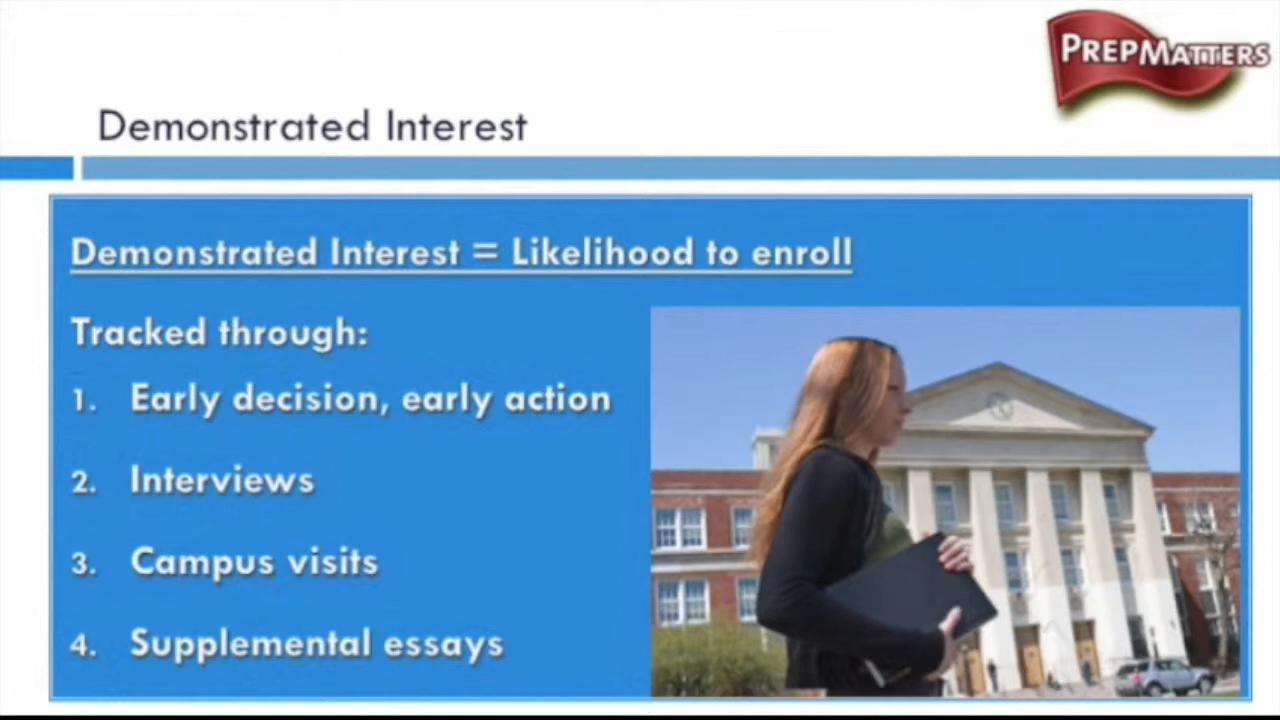 PREPMATTERS
Demonstrated Interest
Demonstrated Interest = Likelihood to enroll
Tracked through:
1. Early decision, early action
2. Interviews
3. Campus visits
4. Supplemental essays